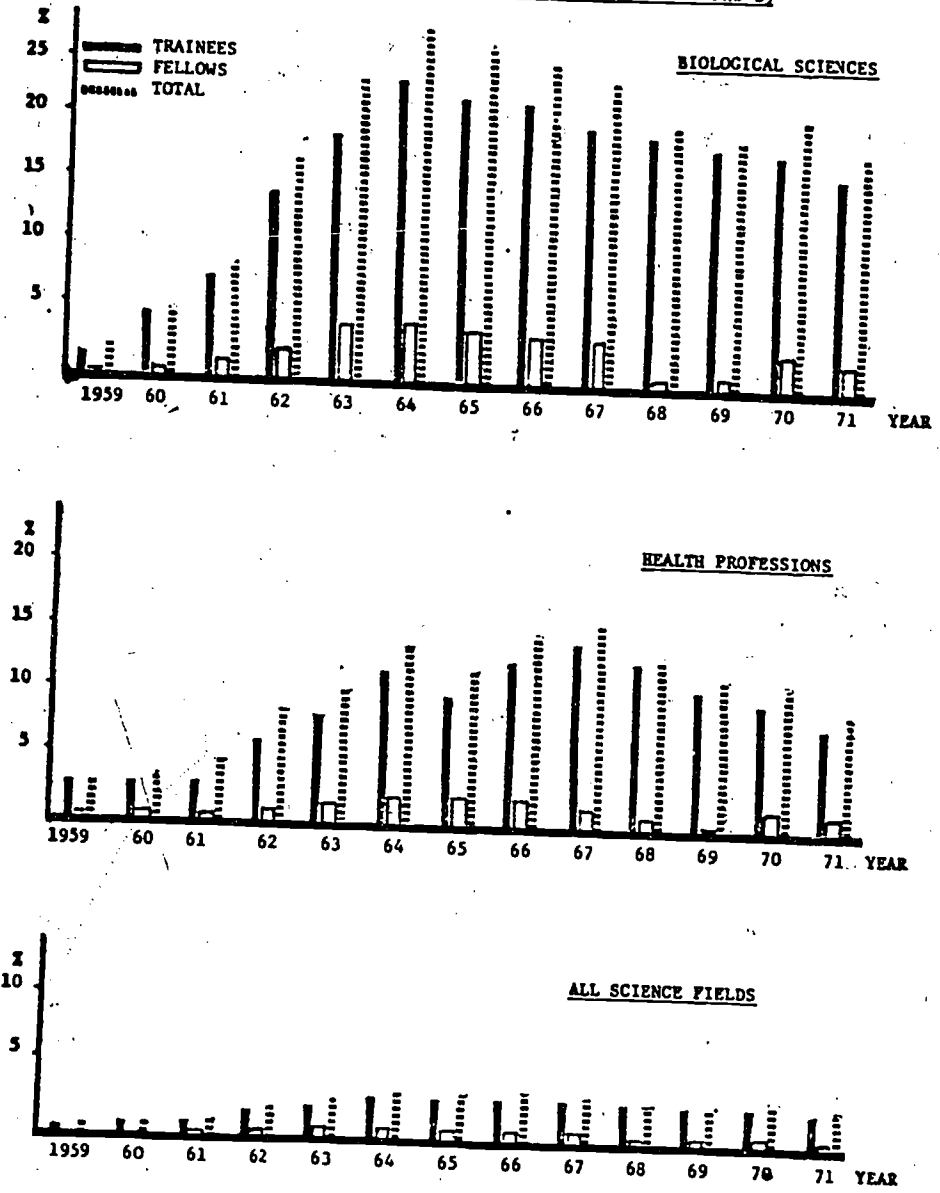 %
25
20
15
10
5
TRAINEES
FELLOWS
TOTAL
BIOLOGICAL SCIENCES
1959 60 61 62 63 64 65 66 67 68 69 70 71 YEAR
%
20
15
10
5
HEALTH PROFESSIONS
1959 60 61 62 63 64 65 66 67 68 69 70 71 YEAR
%
10
5
ALL SCIENCE FIELDS
1959 60 61 62 63 64 65 66 67 68 69 70 71 YEAR